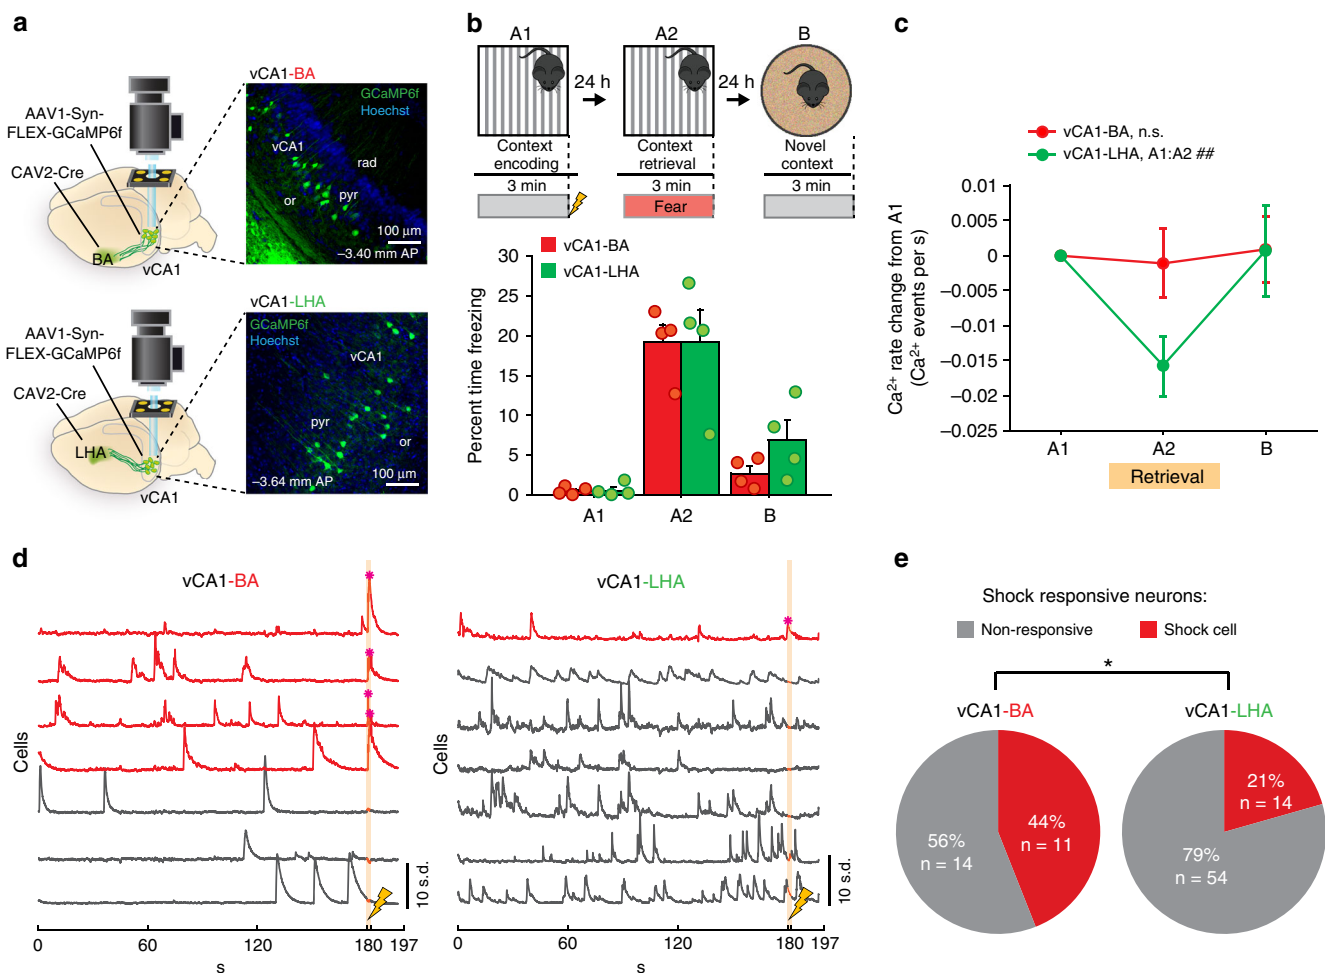 a
vCA1-BA
AAV1-Syn-
FLEX-GCaMP6f
CAV2-Cre
BA
vCA1
GCaMP6f
Hoechst
vCA1
rad
or
pyr
100 µm
–3.40 mm AP
vCA1-LHA
AAV1-Syn-
FLEX-GCaMP6f
CAV2-Cre
LHA
vCA1
GCaMP6f
Hoechst
vCA1
pyr
or
100 µm
–3.64 mm AP
b
A1
A2
B
24 h
24 h
Context
encoding
Context
retrieval
Novel
context
3 min
3 min
3 min
Fear
vCA1-BA
vCA1-LHA
Percent time freezing
30
25
20
15
10
5
0
A1
A2
B
c
vCA1-BA, n.s.
vCA1-LHA, A1:A2 ##
Ca²⁺ rate change from A1
(Ca²⁺ events per s)
0.01
0.005
0
–0.005
–0.01
–0.015
–0.02
–0.025
A1
A2
B
Retrieval
d
vCA1-BA
Cells
10 s.d.
0
60
120
180
197
s
vCA1-LHA
Cells
10 s.d.
0
60
120
180
197
s
e
Shock responsive neurons:
Non-responsive
Shock cell
*
vCA1-BA
vCA1-LHA
56%
n = 14
44%
n = 11
21%
n = 14
79%
n = 54